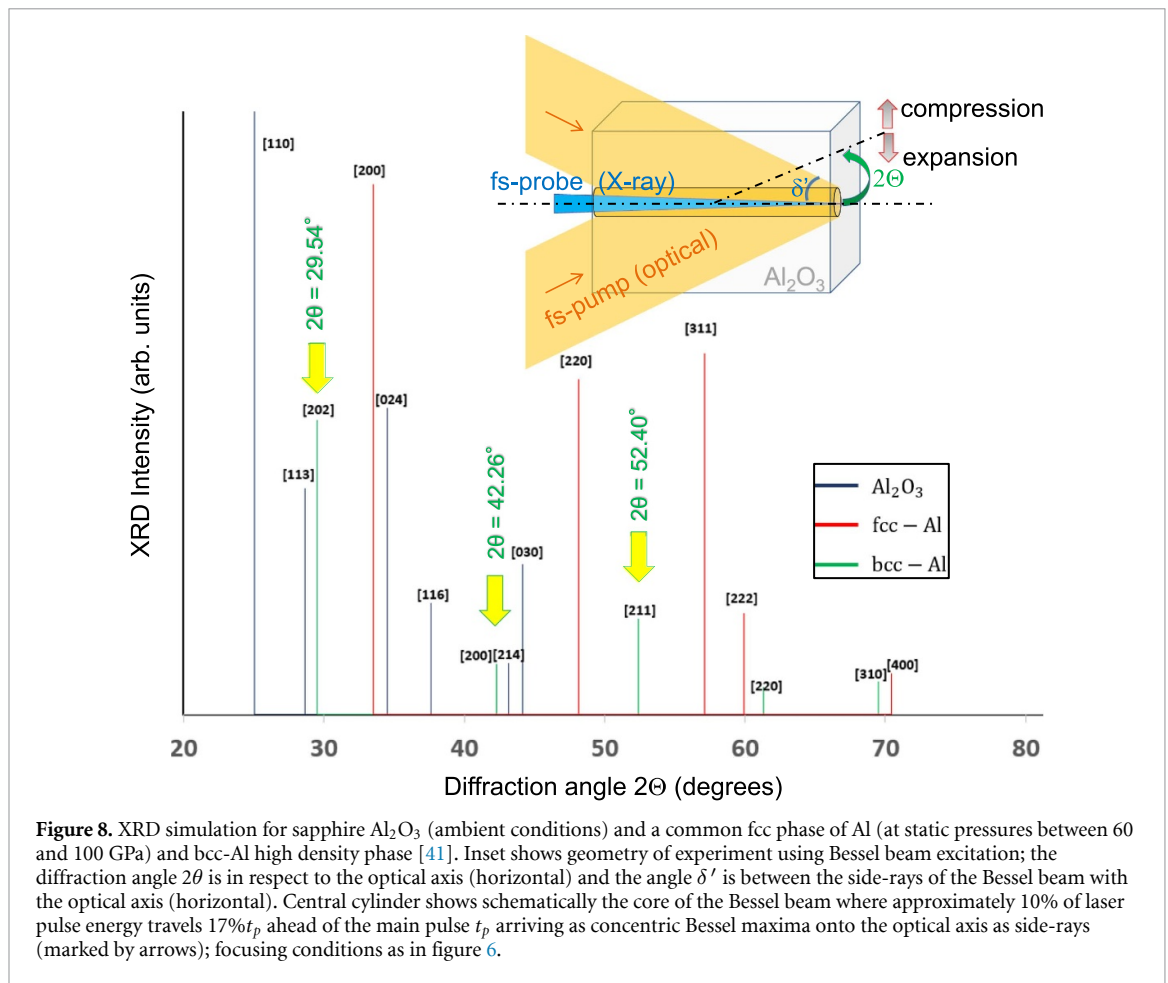 compression
expansion
2Θ
δ'
fs-probe (X-ray)
fs-pump (optical)
Al₂O₃
[110]
[200]
2θ = 29.54°
[202]
[024]
[113]
[220]
[311]
2θ = 42.26°
2θ = 52.40°
[030]
[116]
[211]
[222]
[200]
[214]
[220]
[310]
[400]
Al₂O₃
fcc – Al
bcc – Al
XRD Intensity (arb. units)
20 30 40 50 60 70 80
Diffraction angle 2Θ (degrees)
Figure 8. XRD simulation for sapphire Al₂O₃ (ambient conditions) and a common fcc phase of Al (at static pressures between 60
and 100 GPa) and bcc-Al high density phase [41]. Inset shows geometry of experiment using Bessel beam excitation; the
diffraction angle 2θ is in respect to the optical axis (horizontal) and the angle δ ′ is between the side-rays of the Bessel beam with
the optical axis (horizontal). Central cylinder shows schematically the core of the Bessel beam where approximately 10% of laser
pulse energy travels 17%tₚ ahead of the main pulse tₚ arriving as concentric Bessel maxima onto the optical axis as side-rays
(marked by arrows); focusing conditions as in figure 6.